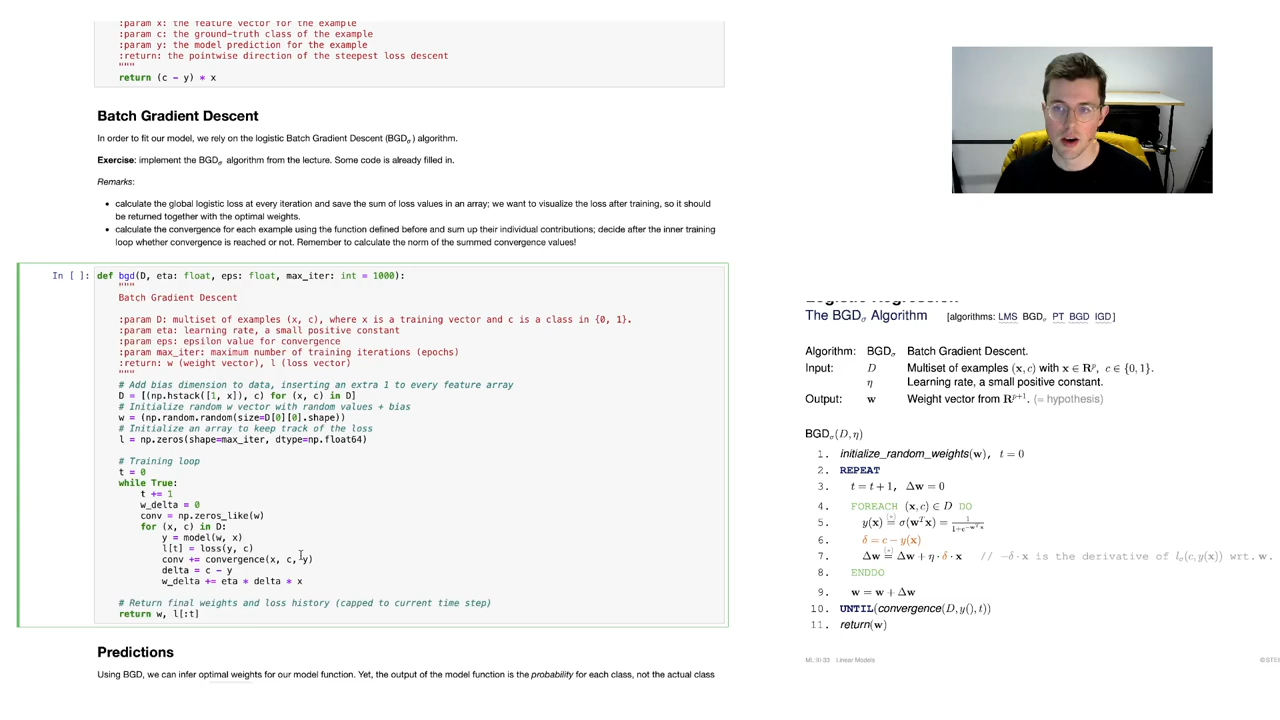 :param x: the feature vector for the example
:param c: the ground-truth class of the example
:param y: the model prediction for the example
:return: the pointwise direction of the steepest loss descent
"""
return (c - y) * x
Batch Gradient Descent
In order to fit our model, we rely on the logistic Batch Gradient Descent (BGDσ) algorithm.
Exercise: implement the BGDσ algorithm from the lecture. Some code is already filled in.
Remarks:
• calculate the global logistic loss at every iteration and save the sum of loss values in an array; we want to visualize the loss after training, so it should
be returned together with the optimal weights.
• calculate the convergence for each example using the function defined before and sum up their individual contributions; decide after the inner training
loop whether convergence is reached or not. Remember to calculate the norm of the summed convergence values!
In [ ]: def bgd(D, eta: float, eps: float, max_iter: int = 1000):
"""
Batch Gradient Descent
:param D: multiset of examples (x, c), where x is a training vector and c is a class in {0, 1}.
:param eta: learning rate, a small positive constant
:param eps: epsilon value for convergence
:param max_iter: maximum number of training iterations (epochs)
:return: w (weight vector), l (loss vector)
"""
# Add bias dimension to data, inserting an extra 1 to every feature array
D = [(np.hstack([1, x]), c) for (x, c) in D]
# Initialize random w vector with random values + bias
w = (np.random.random(size=D[0][0].shape))
# Initialize an array to keep track of the loss
l = np.zeros(shape=max_iter, dtype=np.float64)
# Training loop
t = 0
while True:
t += 1
w_delta = 0
conv = np.zeros_like(w)
for (x, c) in D:
y = model(w, x)
l[t] = loss(y, c)
conv += convergence(x, c, y)
delta = c - y
w_delta += eta * delta * x
# Return final weights and loss history (capped to current time step)
return w, l[:t]
Predictions
Using BGD, we can infer optimal weights for our model function. Yet, the output of the model function is the probability for each class, not the actual class
Logistic Regression
The BGDσ Algorithm [algorithms: LMS BGDσ PT BGD IGD]
Algorithm: BGDσ Batch Gradient Descent.
Input: D Multiset of examples (x, c) with x ∈ R^p, c ∈ {0, 1}.
η Learning rate, a small positive constant.
Output: w Weight vector from R^{p+1}. (= hypothesis)
BGDσ(D, η)
1. initialize_random_weights(w), t = 0
2. REPEAT
3. t = t + 1, Δw = 0
4. FOREACH (x, c) ∈ D DO
5. y(x) =^(⋆) σ(w^T x) = 1/(1+e^{-w^T x})
6. δ = c − y(x)
7. Δw =^(⋆) Δw + η · δ · x // −δ · x is the derivative of lσ(c, y(x)) wrt. w.
8. ENDDO
9. w = w + Δw
10. UNTIL(convergence(D, y(), t))
11. return(w)
ML:III-33 Linear Models ©STEI